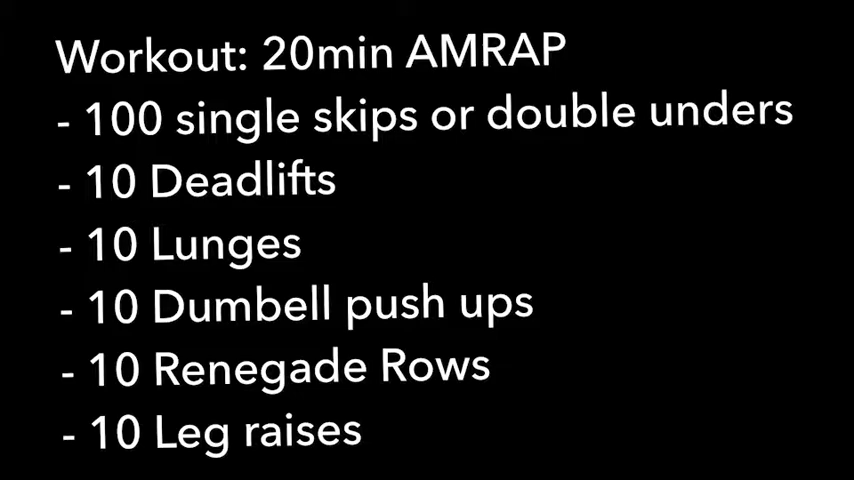 Workout: 20min AMRAP
- 100 single skips or double unders
- 10 Deadlifts
- 10 Lunges
- 10 Dumbell push ups
- 10 Renegade Rows
- 10 Leg raises